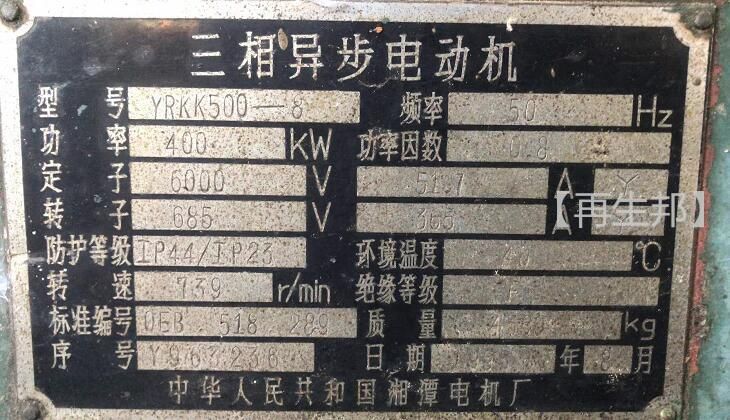 三相异步电动机
型 号 YRKK500-8 频率 50 Hz
功 率 400 KW 功率因数 0.8
定 子 6000 V 51.7 A Y
转 子 685 V 365
防护等级 IP44/IP23 环境温度 ℃
转 速 739 r/min 绝缘等级
标准编号 OEB 518 289 质 量 kg
序 号 Y963236 日 期 年 8 月
中华人民共和国湘潭电机厂
【再生邦】